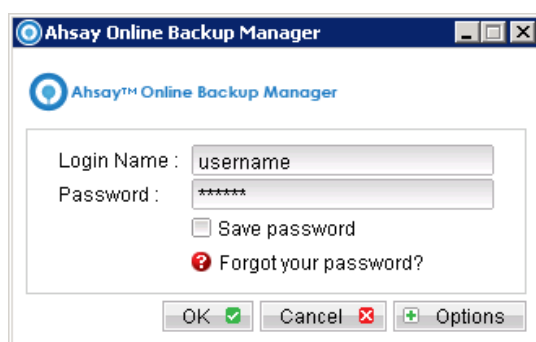 Ahsay Online Backup Manager
Ahsay™ Online Backup Manager
Login Name : username
Password : ******
Save password
Forgot your password?
OK Cancel Options